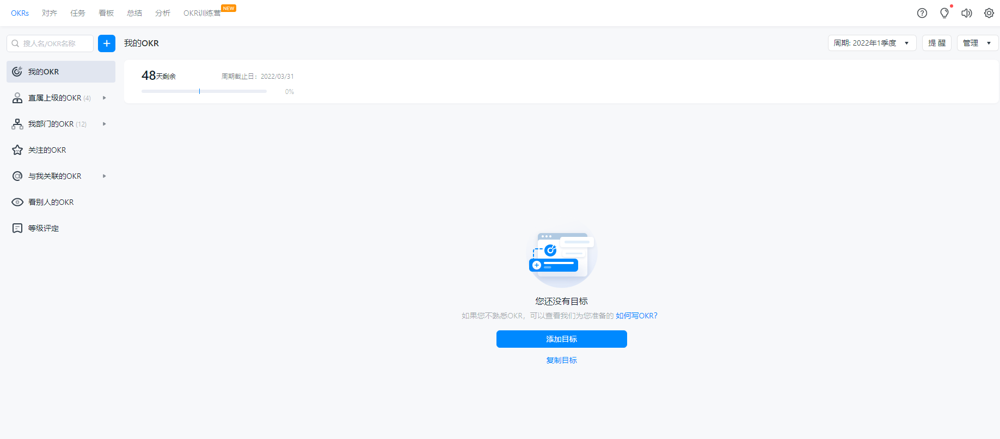 OKRs 对齐 任务 看板 总结 分析 OKR训练营 NEW
搜人名/OKR名称
我的OKR
周期: 2022年1季度
提 醒
管理
我的OKR
直属上级的OKR (4)
我部门的OKR (12)
关注的OKR
与我关联的OKR
看别人的OKR
等级评定
48天剩余 周期截止日：2022/03/31
0%
您还没有目标
如果您不熟悉OKR，可以查看我们为您准备的 如何写OKR?
添加目标
复制目标